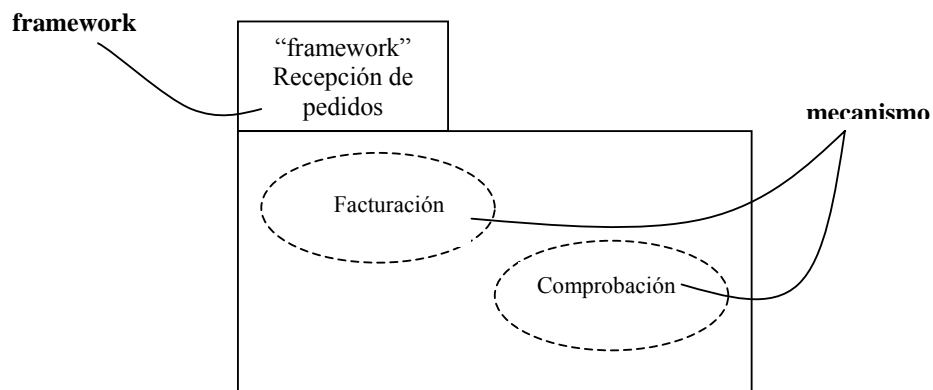 framework
“framework”
Recepción de
pedidos
mecanismo
Facturación
Comprobación